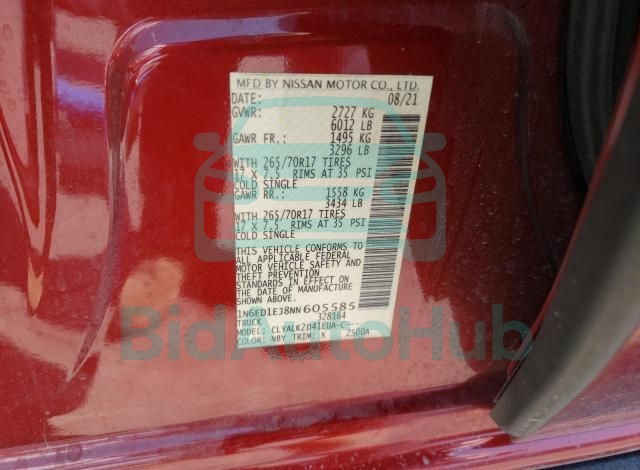 MFD BY NISSAN MOTOR CO., LTD.
DATE: 08/21
GVWR: 2727 KG
6012 LB
GAWR FR.: 1495 KG
3296 LB
WITH 265/70R17 TIRES
17 X 7.5 RIMS AT 35 PSI
COLD SINGLE
GAWR RR.: 1558 KG
3434 LB
WITH 265/70R17 TIRES
17 X 7.5 RIMS AT 35 PSI
COLD SINGLE
THIS VEHICLE CONFORMS TO
ALL APPLICABLE FEDERAL
MOTOR VEHICLE SAFETY AND
THEFT PREVENTION
STANDARDS IN EFFECT ON
THE DATE OF MANUFACTURE
SHOWN ABOVE.
1N6ED1EJ8NN605585
TRUCK 328164
MODEL: CLYALK2D41EUA-C---
COLOR: NBY TRIM: X 2500A
BidAutoHub